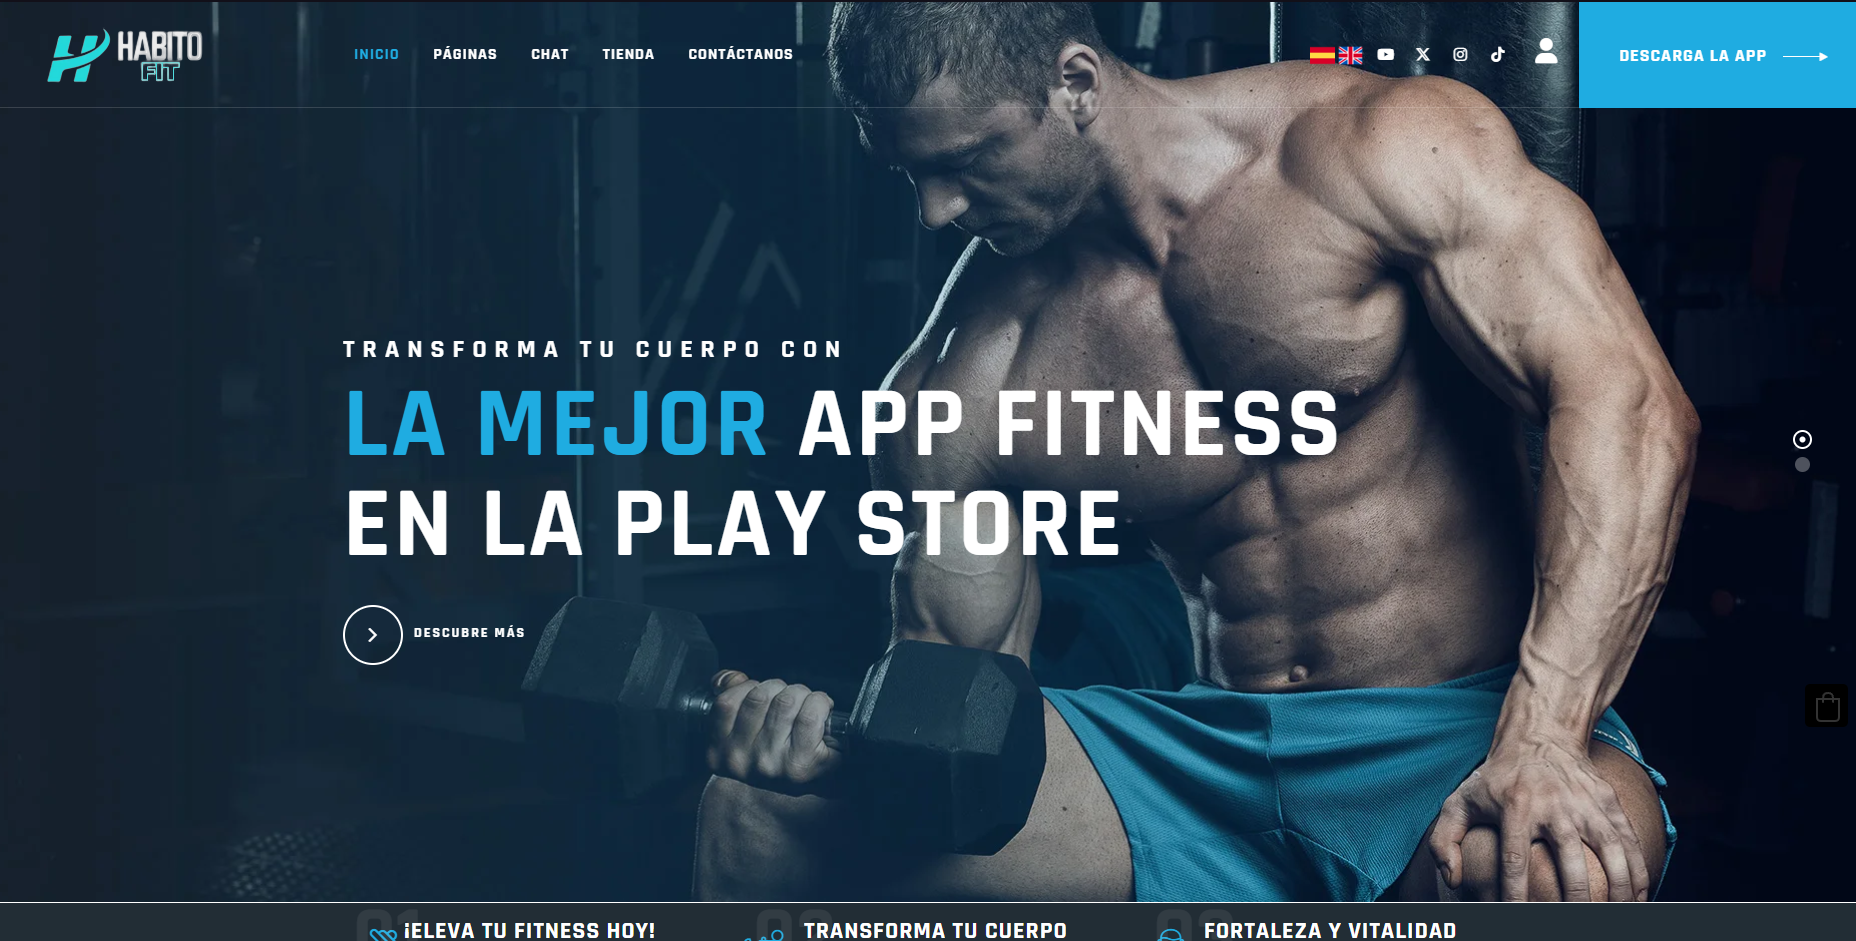 HABITO
FIT
INICIO PÁGINAS CHAT TIENDA CONTÁCTANOS
DESCARGA LA APP
TRANSFORMA TU CUERPO CON
LA MEJOR APP FITNESS
EN LA PLAY STORE
DESCUBRE MÁS
¡ELEVA TU FITNESS HOY!
TRANSFORMA TU CUERPO
FORTALEZA Y VITALIDAD